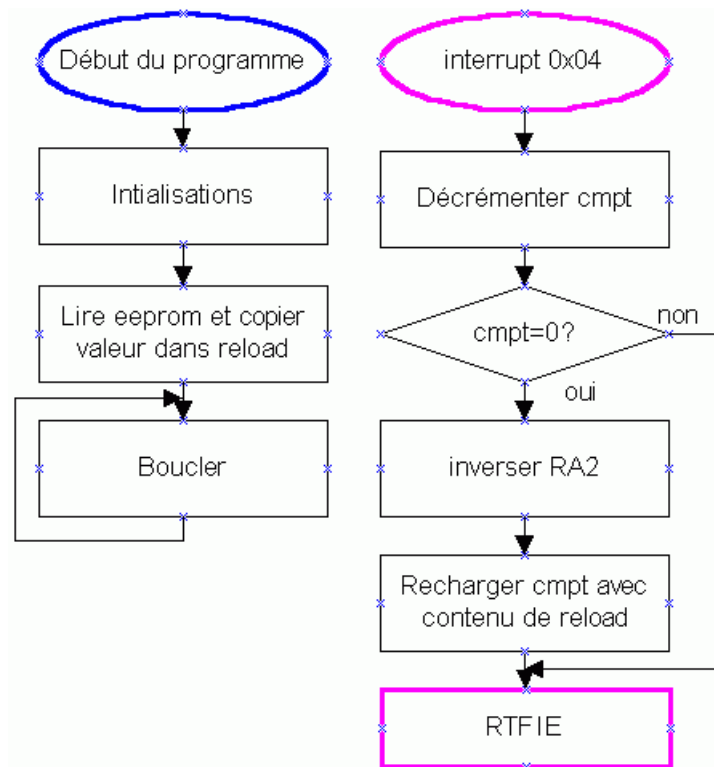 Début du programme
Intialisations
Lire eeprom et copier
valeur dans reload
Boucler
interrupt 0x04
Décrémenter cmpt
cmpt=0?
non
oui
inverser RA2
Recharger cmpt avec
contenu de reload
RTFIE